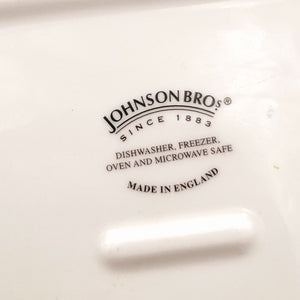 JOHNSON BROS®
SINCE 1883
DISHWASHER, FREEZER,
OVEN AND MICROWAVE SAFE
MADE IN ENGLAND